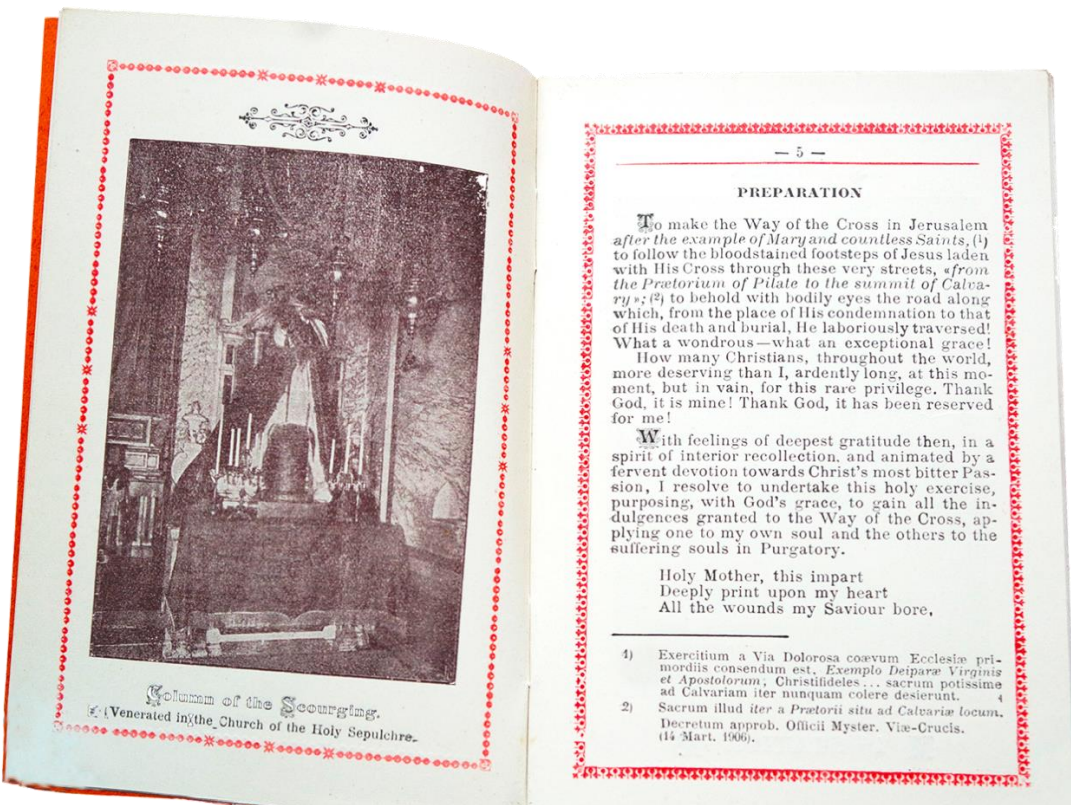 Column of the Scourging.
(Venerated in the Church of the Holy Sepulchre.
— 5 —
PREPARATION
To make the Way of the Cross in Jerusalem
after the example of Mary and countless Saints, (1)
to follow the bloodstained footsteps of Jesus laden
with His Cross through these very streets, «from
the Prætorium of Pilate to the summit of Calva-
ry»; (2) to behold with bodily eyes the road along
which, from the place of His condemnation to that
of His death and burial, He laboriously traversed!
What a wondrous—what an exceptional grace!
How many Christians, throughout the world,
more deserving than I, ardently long, at this mo-
ment, but in vain, for this rare privilege. Thank
God, it is mine! Thank God, it has been reserved
for me!
With feelings of deepest gratitude then, in a
spirit of interior recollection, and animated by a
fervent devotion towards Christ's most bitter Pas-
sion, I resolve to undertake this holy exercise,
purposing, with God's grace, to gain all the in-
dulgences granted to the Way of the Cross, ap-
plying one to my own soul and the others to the
suffering souls in Purgatory.
Holy Mother, this impart
Deeply print upon my heart
All the wounds my Saviour bore,
1) Exercitium a Via Dolorosa coævum Ecclesiæ pri-
mordiis consendum est. Exemplo Deiparæ Virginis
et Apostolorum, Christifideles ... sacrum potissime
ad Calvariam iter nunquam colere desierunt.
2) Sacrum illud iter a Prætorii situ ad Calvariæ locum.
Decretum approb. Officii Myster. Viæ-Crucis.
(14 Mart. 1906).